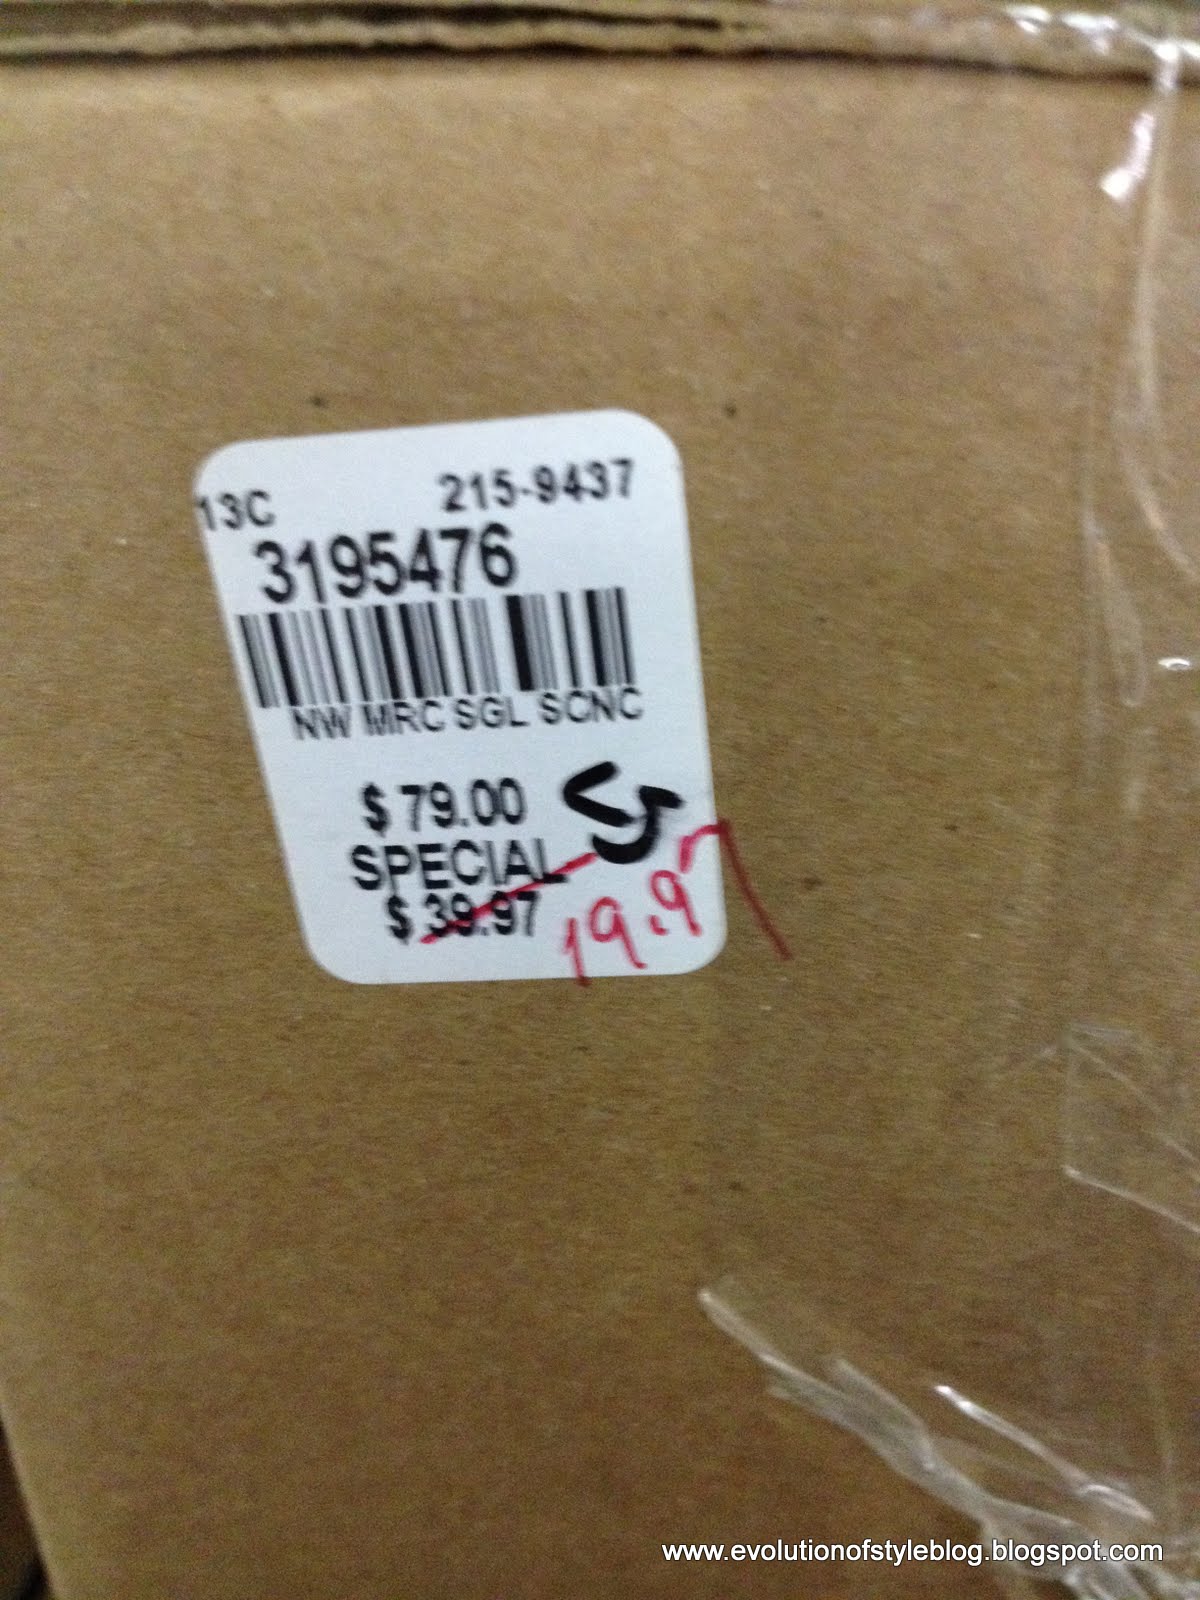 13C 215-9437
3195476
NW MRC SGL SCNC
$ 79.00
SPECIAL
$ 39.97 19.97
www.evolutionofstyleblog.blogspot.com